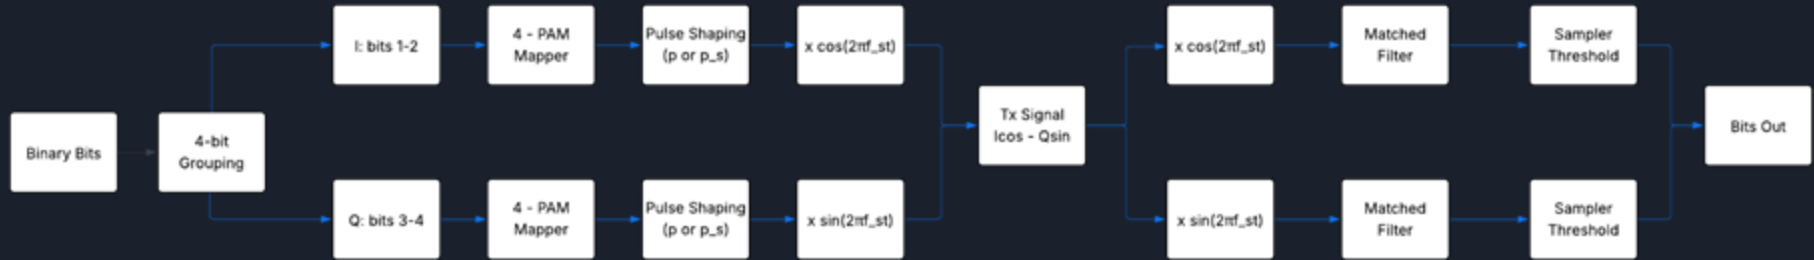 Binary Bits
4-bit
Grouping
I: bits 1-2
4 - PAM
Mapper
Pulse Shaping
(p or p_s)
x cos(2πf_st)
Q: bits 3-4
4 - PAM
Mapper
Pulse Shaping
(p or p_s)
x sin(2πf_st)
Tx Signal
Icos - Qsin
x cos(2πf_st)
Matched
Filter
Sampler
Threshold
x sin(2πf_st)
Matched
Filter
Sampler
Threshold
Bits Out